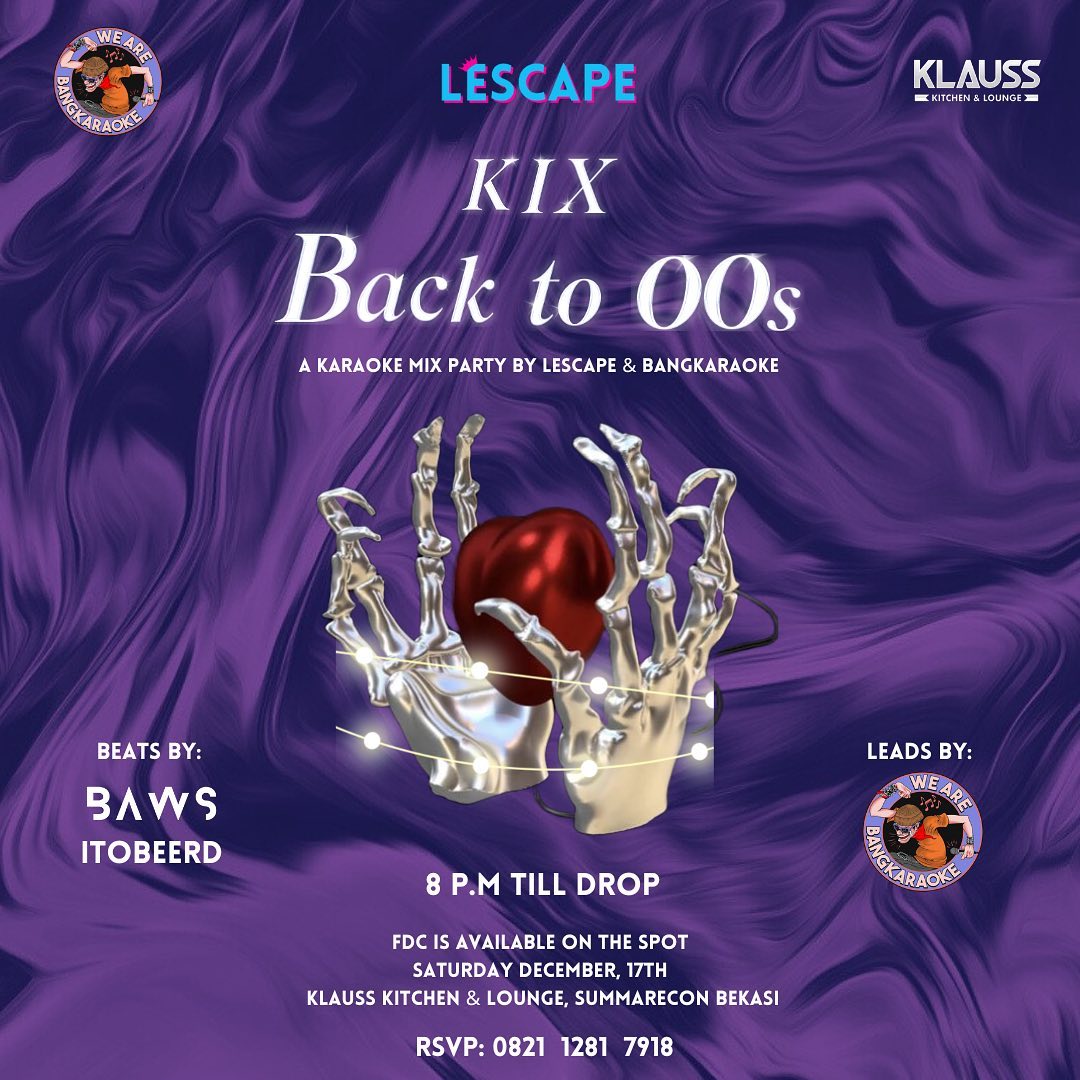 WE ARE
BANGKARAOKE
LESCAPE
KLAUSS
KITCHEN & LOUNGE
KIX
Back to 00s
A KARAOKE MIX PARTY BY LESCAPE & BANGKARAOKE
BEATS BY:
BAWS
ITOBEERD
LEADS BY:
WE ARE
BANGKARAOKE
8 P.M TILL DROP
FDC IS AVAILABLE ON THE SPOT
SATURDAY DECEMBER, 17TH
KLAUSS KITCHEN & LOUNGE, SUMMARECON BEKASI
RSVP: 0821 1281 7918